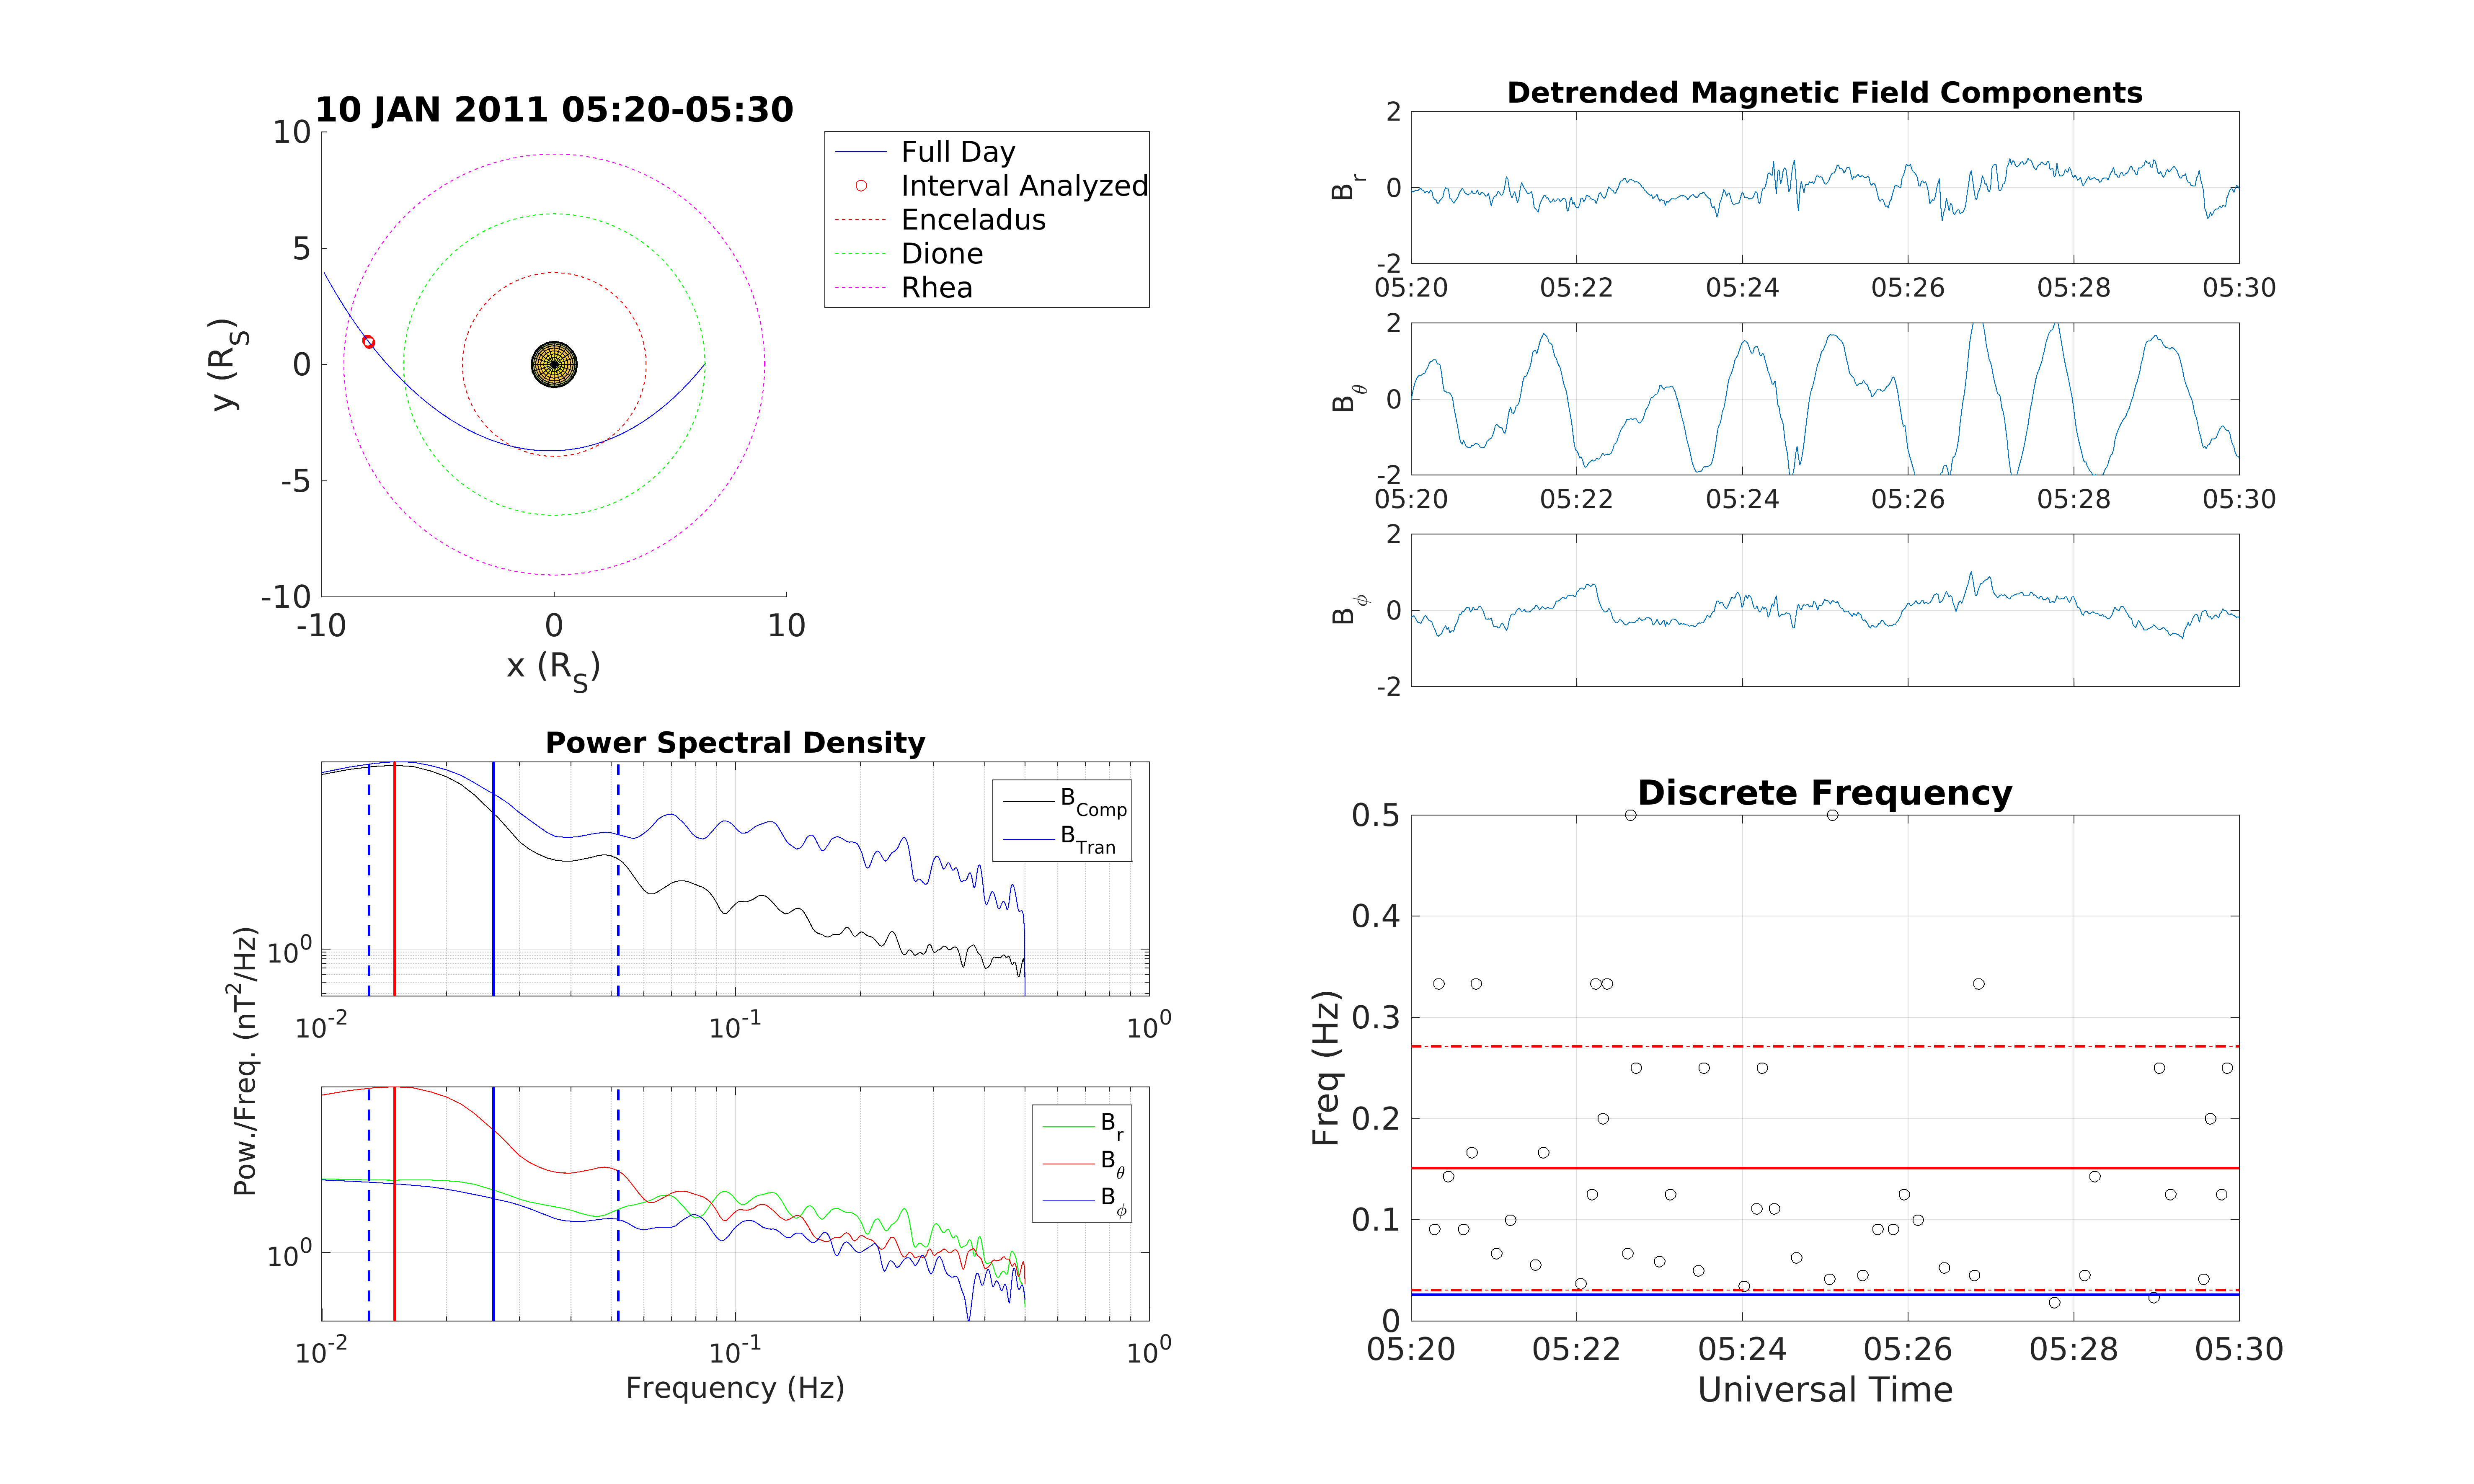 10 JAN 2011 05:20-05:30
10
5
0
-5
-10
-10 0 10
y (R_S)
x (R_S)
Full Day
Interval Analyzed
Enceladus
Dione
Rhea
Detrended Magnetic Field Components
2
0
-2
B_r
05:20 05:22 05:24 05:26 05:28 05:30
2
0
-2
B_θ
05:20 05:22 05:24 05:26 05:28 05:30
2
0
-2
B_ϕ
Power Spectral Density
B_Comp
B_Tran
10^0
10^-2 10^-1 10^0
Pow./Freq. (nT^2/Hz)
B_r
B_θ
B_ϕ
10^0
10^-2 10^-1 10^0
Frequency (Hz)
Discrete Frequency
0.5
0.4
0.3
0.2
0.1
0
Freq (Hz)
05:20 05:22 05:24 05:26 05:28 05:30
Universal Time